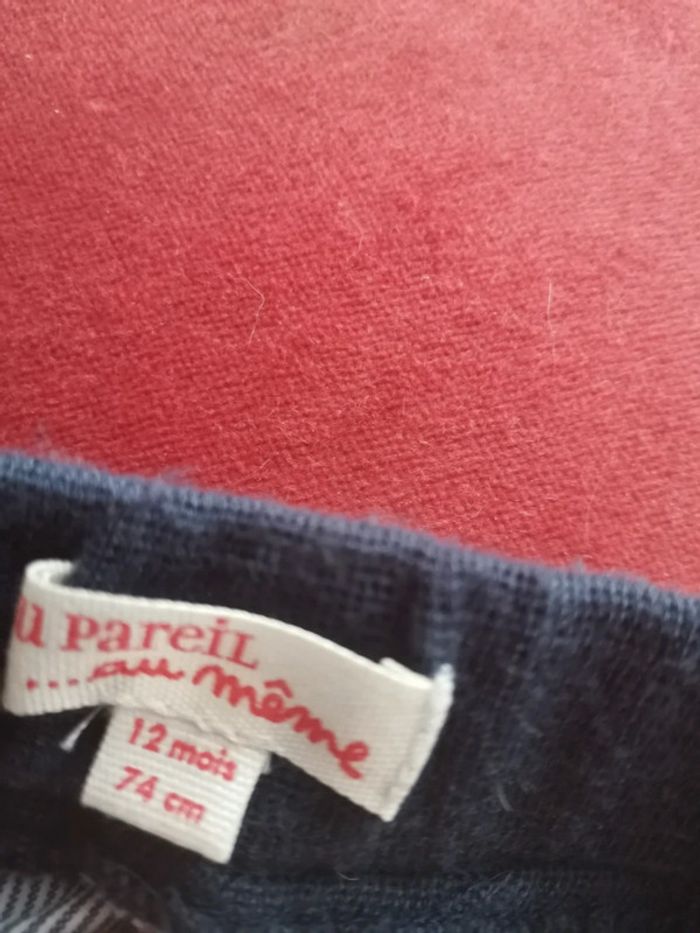 u PareiL
...au même
12 mois
74 cm